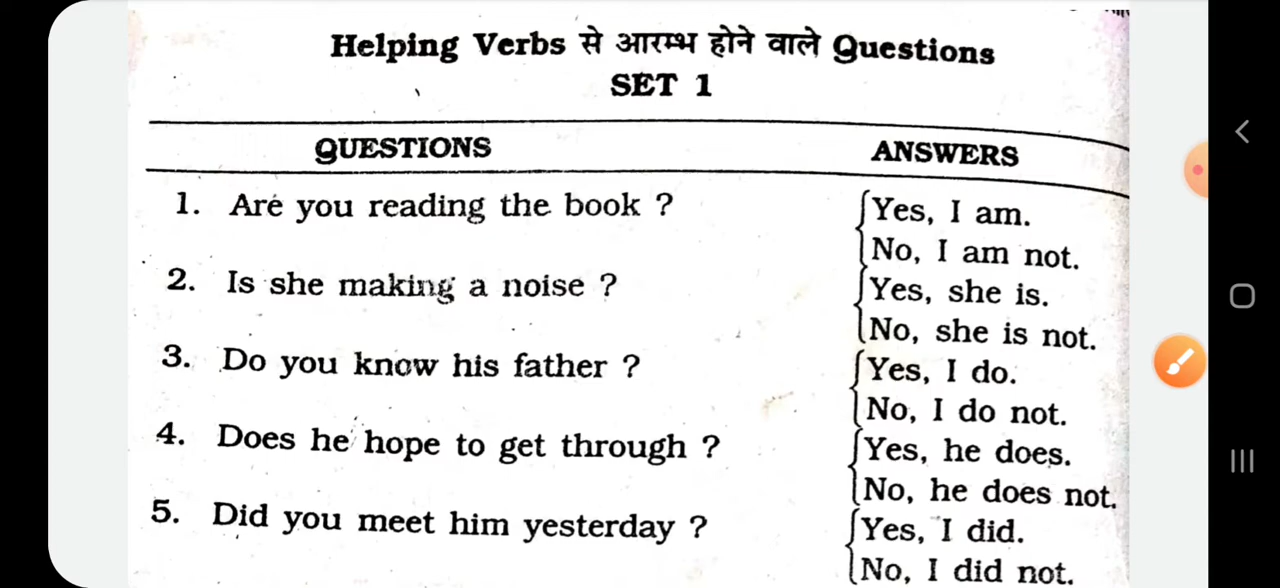 Helping Verbs से आरम्भ होने वाले Questions
SET 1
QUESTIONS ANSWERS
1. Are you reading the book ? Yes, I am.
No, I am not.
2. Is she making a noise ? Yes, she is.
No, she is not.
3. Do you know his father ? Yes, I do.
No, I do not.
4. Does he hope to get through ? Yes, he does.
No, he does not.
5. Did you meet him yesterday ? Yes, I did.
No, I did not.